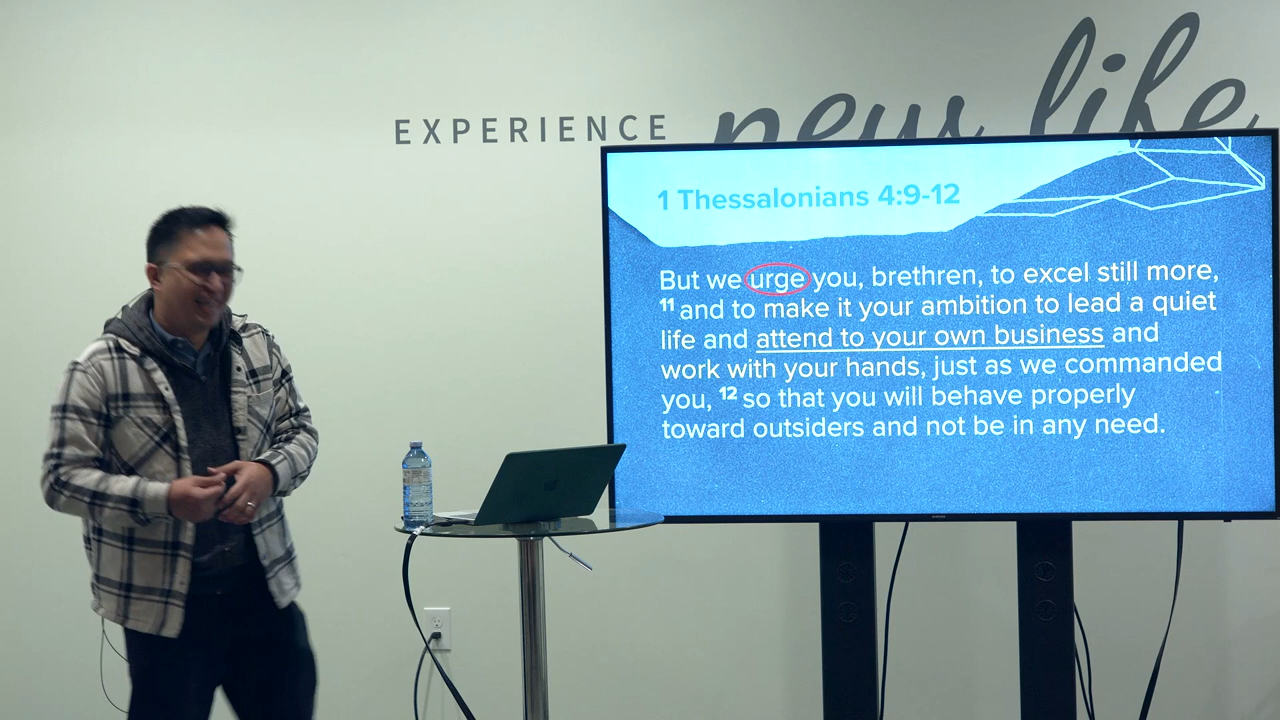 EXPERIENCE new life
1 Thessalonians 4:9-12
But we urge you, brethren, to excel still more,
11 and to make it your ambition to lead a quiet
life and attend to your own business and
work with your hands, just as we commanded
you, 12 so that you will behave properly
toward outsiders and not be in any need.